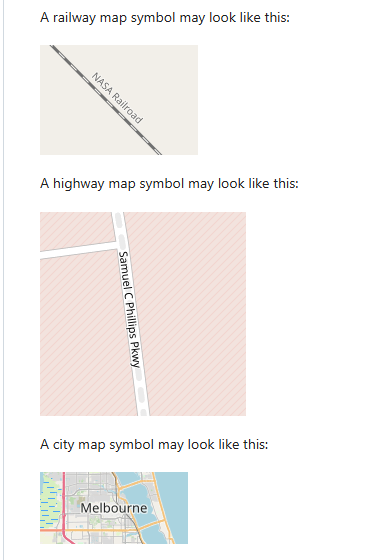 A railway map symbol may look like this:
NASA Railroad
A highway map symbol may look like this:
Samuel C Phillips Pkwy
A city map symbol may look like this:
Melbourne